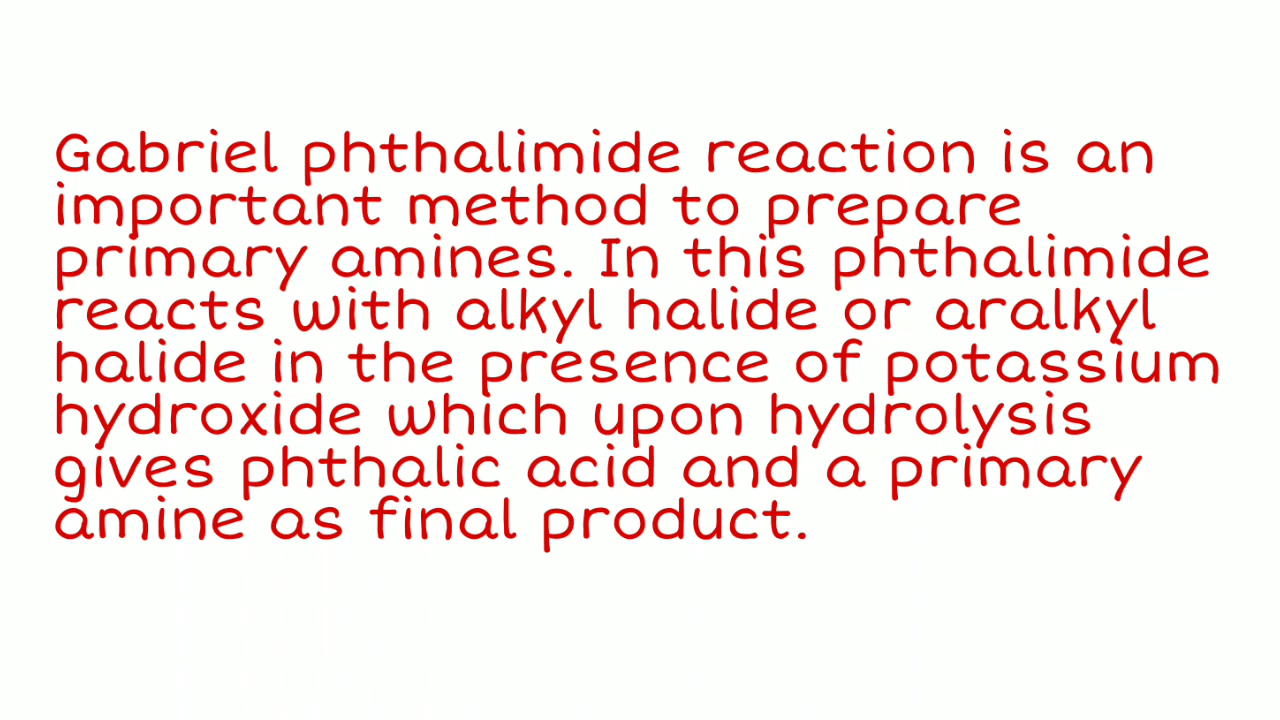 Gabriel phthalimide reaction is an
important method to prepare
primary amines. In this phthalimide
reacts with alkyl halide or aralkyl
halide in the presence of potassium
hydroxide which upon hydrolysis
gives phthalic acid and a primary
amine as final product.